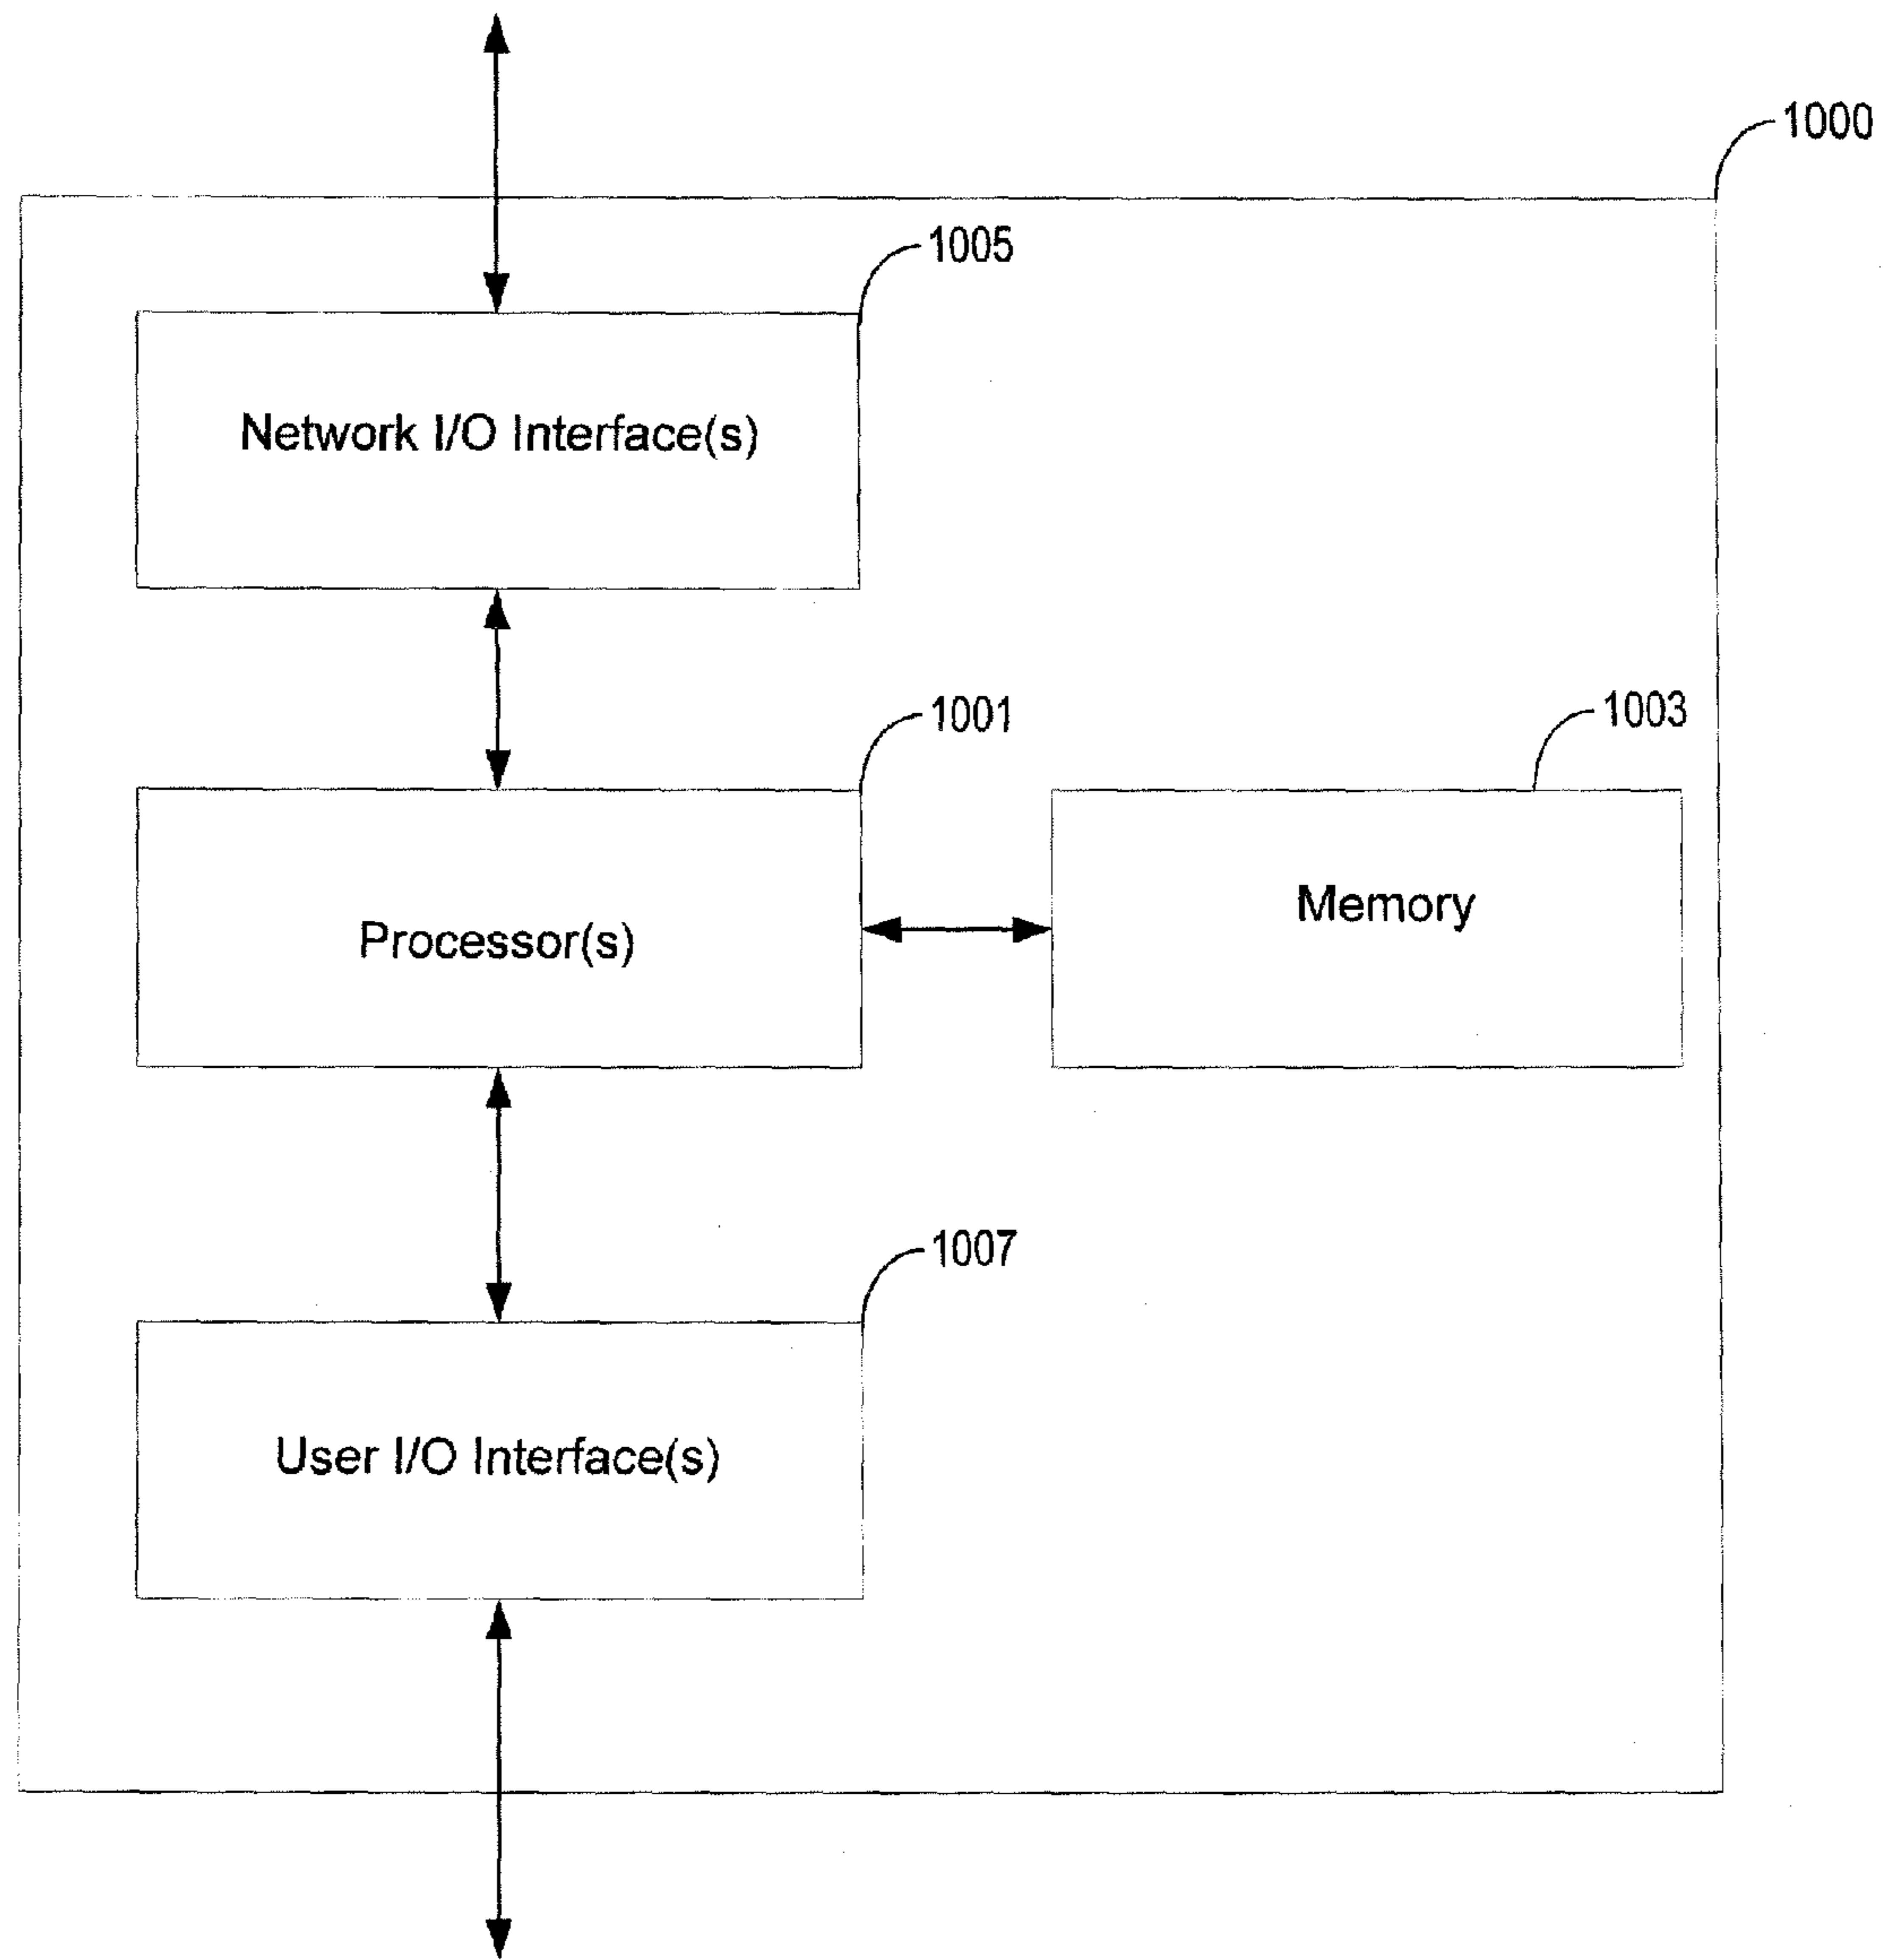 1000
1005
Network I/O Interface(s)
1001
1003
Processor(s)
Memory
1007
User I/O Interface(s)